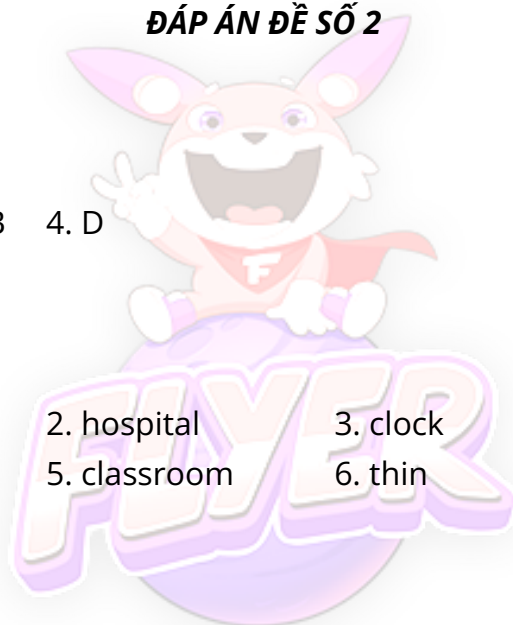 ĐÁP ÁN ĐỀ SỐ 2
4. D
2. hospital 3. clock
5. classroom 6. thin
F
FLYER